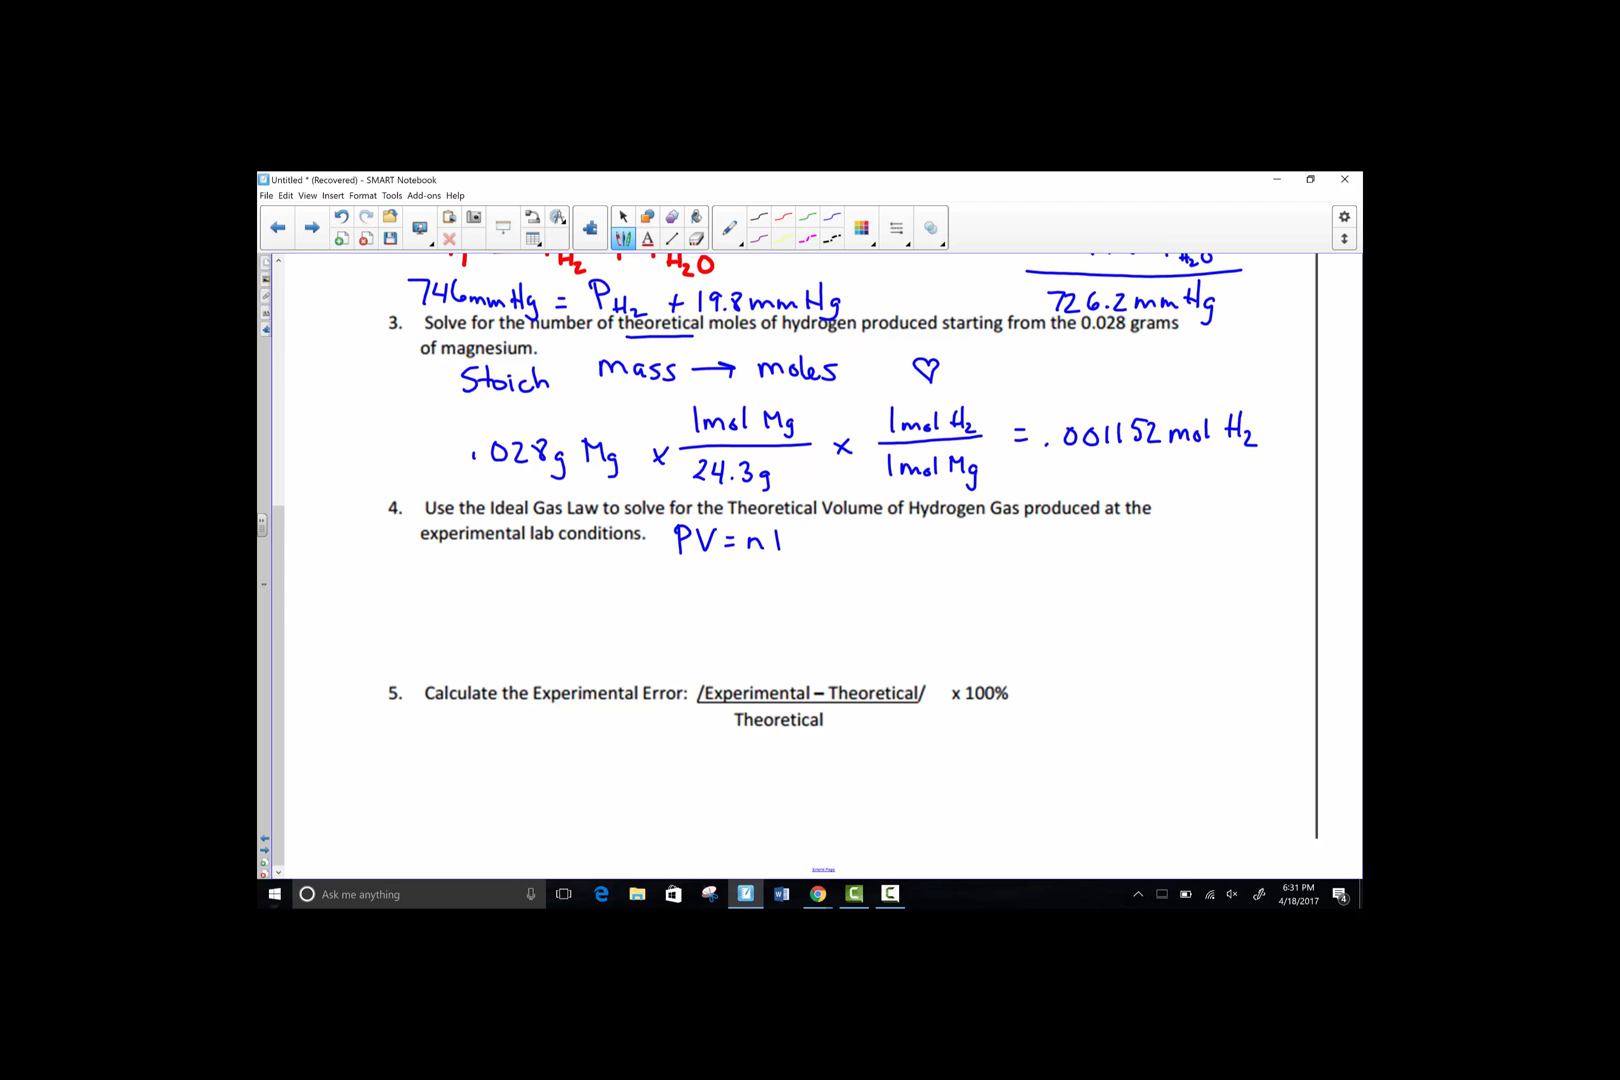 Untitled * (Recovered) - SMART Notebook
File Edit View Insert Format Tools Add-ons Help
H2 H2O H2O
746mmHg = PH2 + 19.8mmHg 726.2mmHg
3. Solve for the number of theoretical moles of hydrogen produced starting from the 0.028 grams
of magnesium.
Stoich mass → moles ♡
.028g Mg x 1mol Mg / 24.3g x 1mol H2 / 1mol Mg = .001152 mol H2
4. Use the Ideal Gas Law to solve for the Theoretical Volume of Hydrogen Gas produced at the
experimental lab conditions. PV = n
5. Calculate the Experimental Error: /Experimental – Theoretical/ x 100%
Theoretical
Extend Page
Ask me anything
6:31 PM
4/18/2017